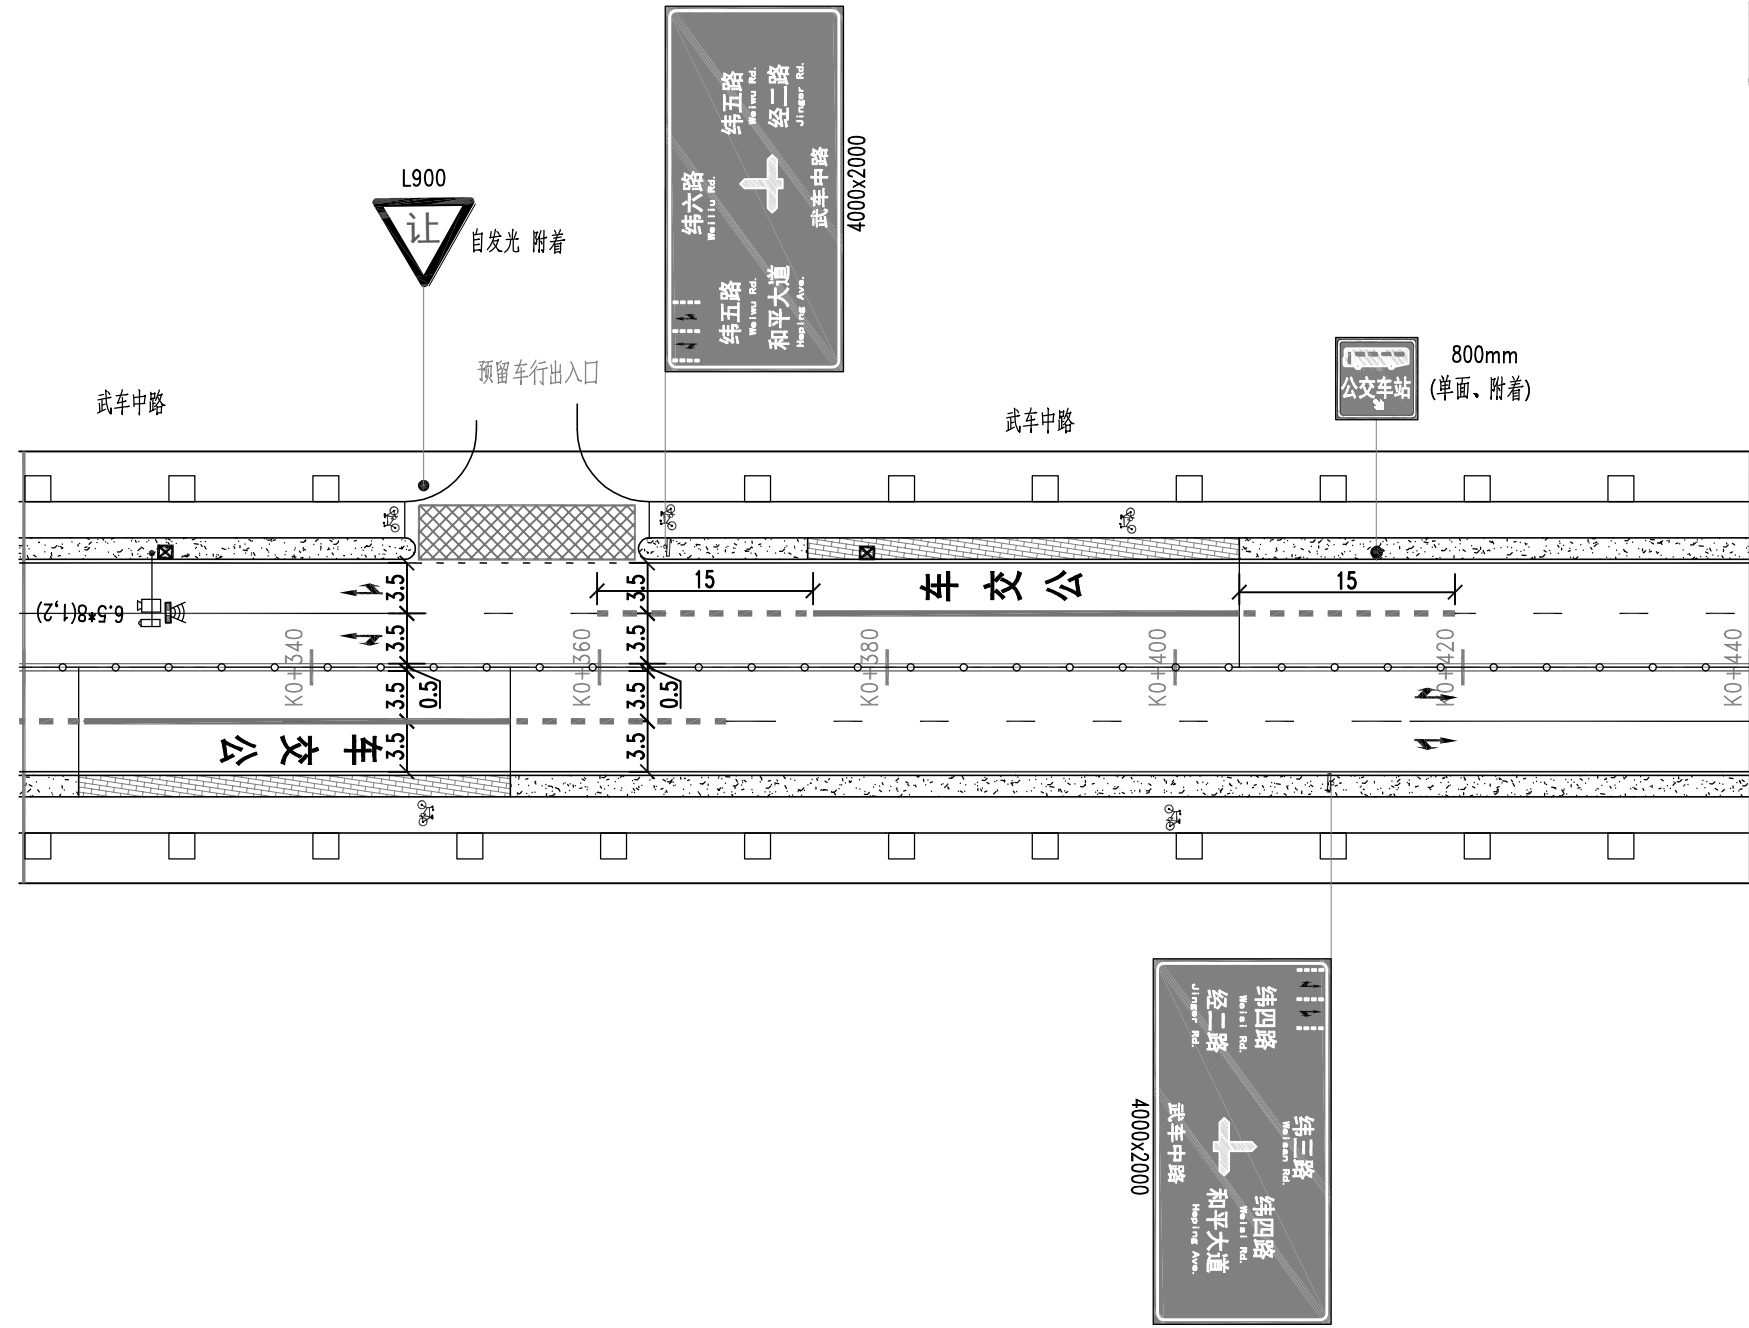 L900
让
自发光 附着
纬五路
Weiwu Rd.
经二路
Jinger Rd.
纬六路
Weiliu Rd.
武车中路
纬五路
Weiwu Rd.
和平大道
Heping Ave.
4000x2000
预留车行出入口
武车中路
武车中路
公交车站
800mm
(单面、附着)
6.5*8(1,2)
3.5
3.5
3.5
3.5
0.5
3.5
3.5
3.5
3.5
0.5
15
车交公
15
K0+340
K0+360
K0+380
K0+400
K0+420
K0+440
公交车
纬四路
Weisi Rd.
经二路
Jinger Rd.
纬三路
Weisan Rd.
武车中路
纬四路
Weisi Rd.
和平大道
Heping Ave.
4000x2000